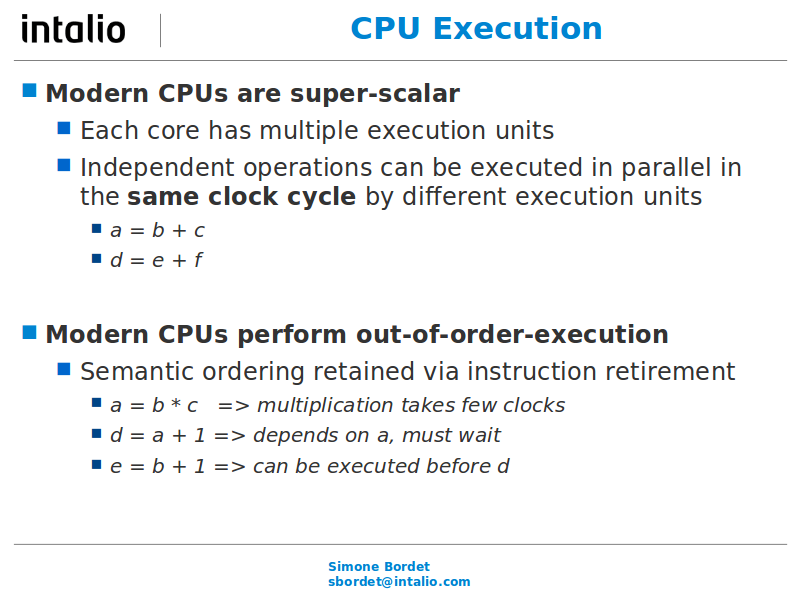 intalio
CPU Execution
Modern CPUs are super-scalar
Each core has multiple execution units
Independent operations can be executed in parallel in
the same clock cycle by different execution units
a = b + c
d = e + f
Modern CPUs perform out-of-order-execution
Semantic ordering retained via instruction retirement
a = b * c => multiplication takes few clocks
d = a + 1 => depends on a, must wait
e = b + 1 => can be executed before d
Simone Bordet
sbordet@intalio.com